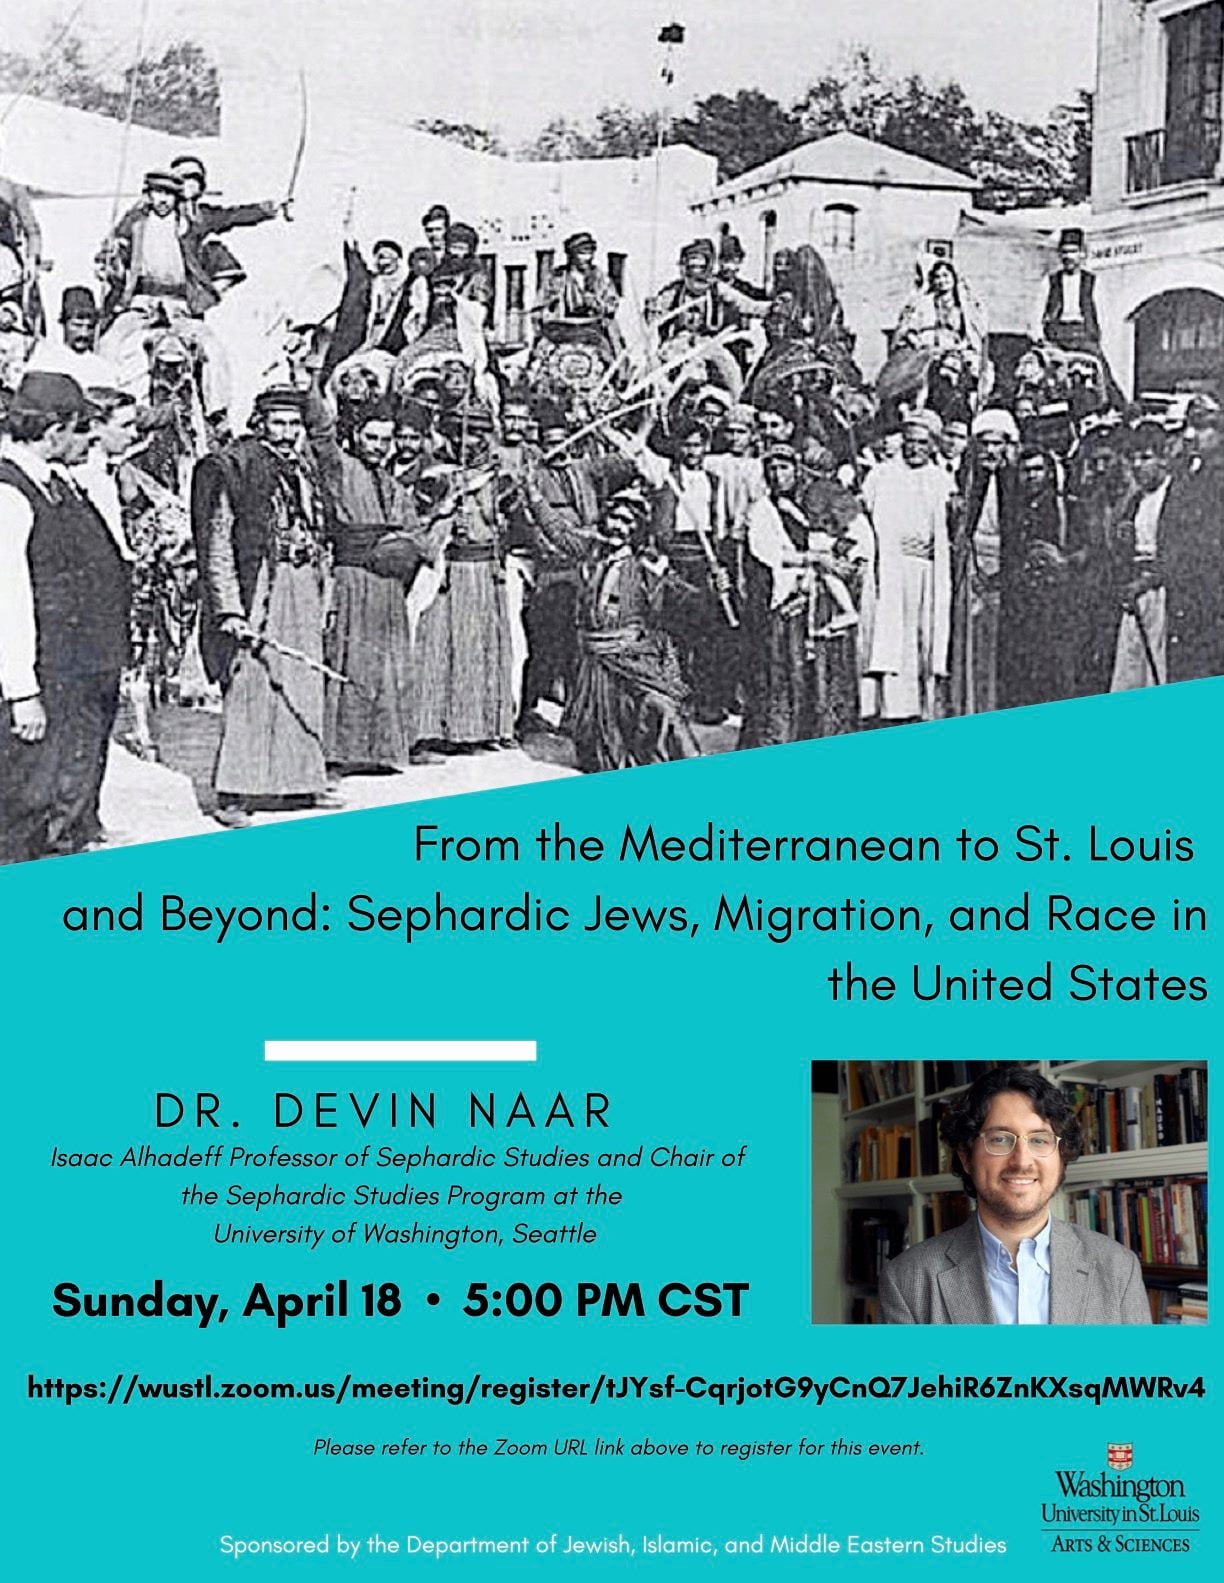 From the Mediterranean to St. Louis
and Beyond: Sephardic Jews, Migration, and Race in
the United States
DR. DEVIN NAAR
Isaac Alhadeff Professor of Sephardic Studies and Chair of
the Sephardic Studies Program at the
University of Washington, Seattle
Sunday, April 18 • 5:00 PM CST
https://wustl.zoom.us/meeting/register/tJYsf-CqrjotG9yCnQ7JehiR6ZnKXsqMWRv4
Please refer to the Zoom URL link above to register for this event.
Washington
University in St. Louis
ARTS & SCIENCES
Sponsored by the Department of Jewish, Islamic, and Middle Eastern Studies